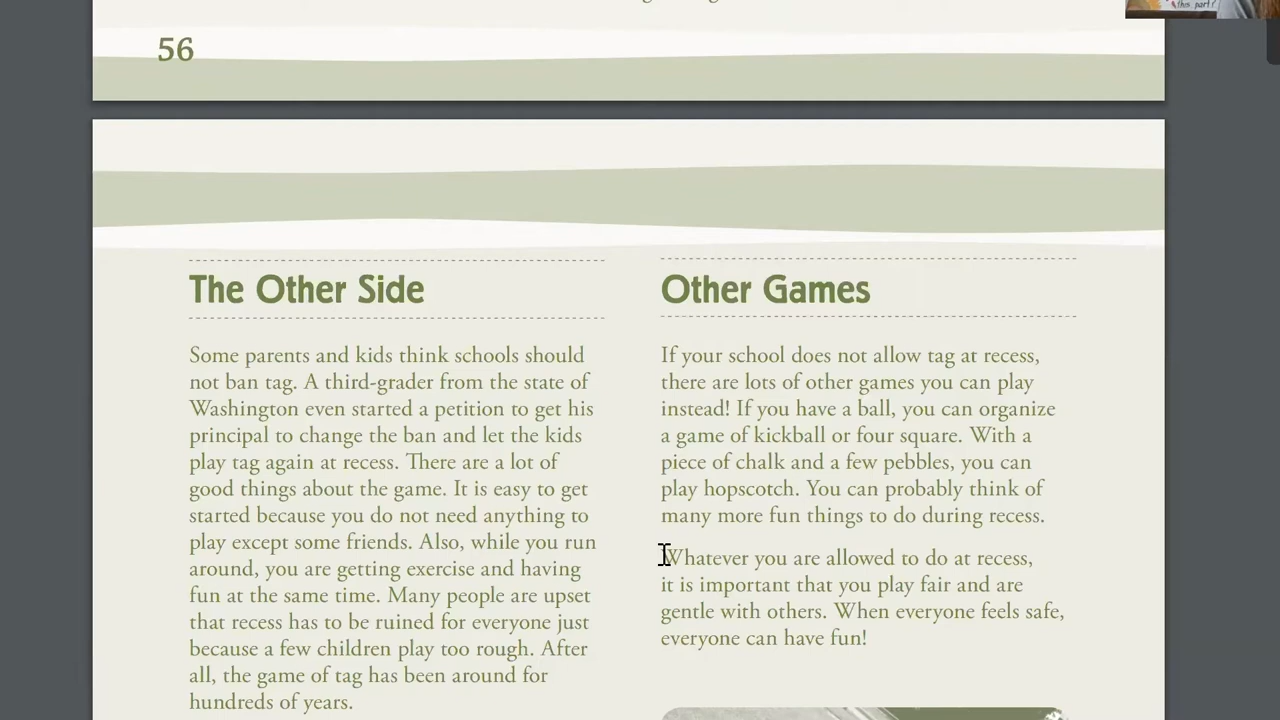 this part?
56
The Other Side
Some parents and kids think schools should
not ban tag. A third-grader from the state of
Washington even started a petition to get his
principal to change the ban and let the kids
play tag again at recess. There are a lot of
good things about the game. It is easy to get
started because you do not need anything to
play except some friends. Also, while you run
around, you are getting exercise and having
fun at the same time. Many people are upset
that recess has to be ruined for everyone just
because a few children play too rough. After
all, the game of tag has been around for
hundreds of years.
Other Games
If your school does not allow tag at recess,
there are lots of other games you can play
instead! If you have a ball, you can organize
a game of kickball or four square. With a
piece of chalk and a few pebbles, you can
play hopscotch. You can probably think of
many more fun things to do during recess.
Whatever you are allowed to do at recess,
it is important that you play fair and are
gentle with others. When everyone feels safe,
everyone can have fun!